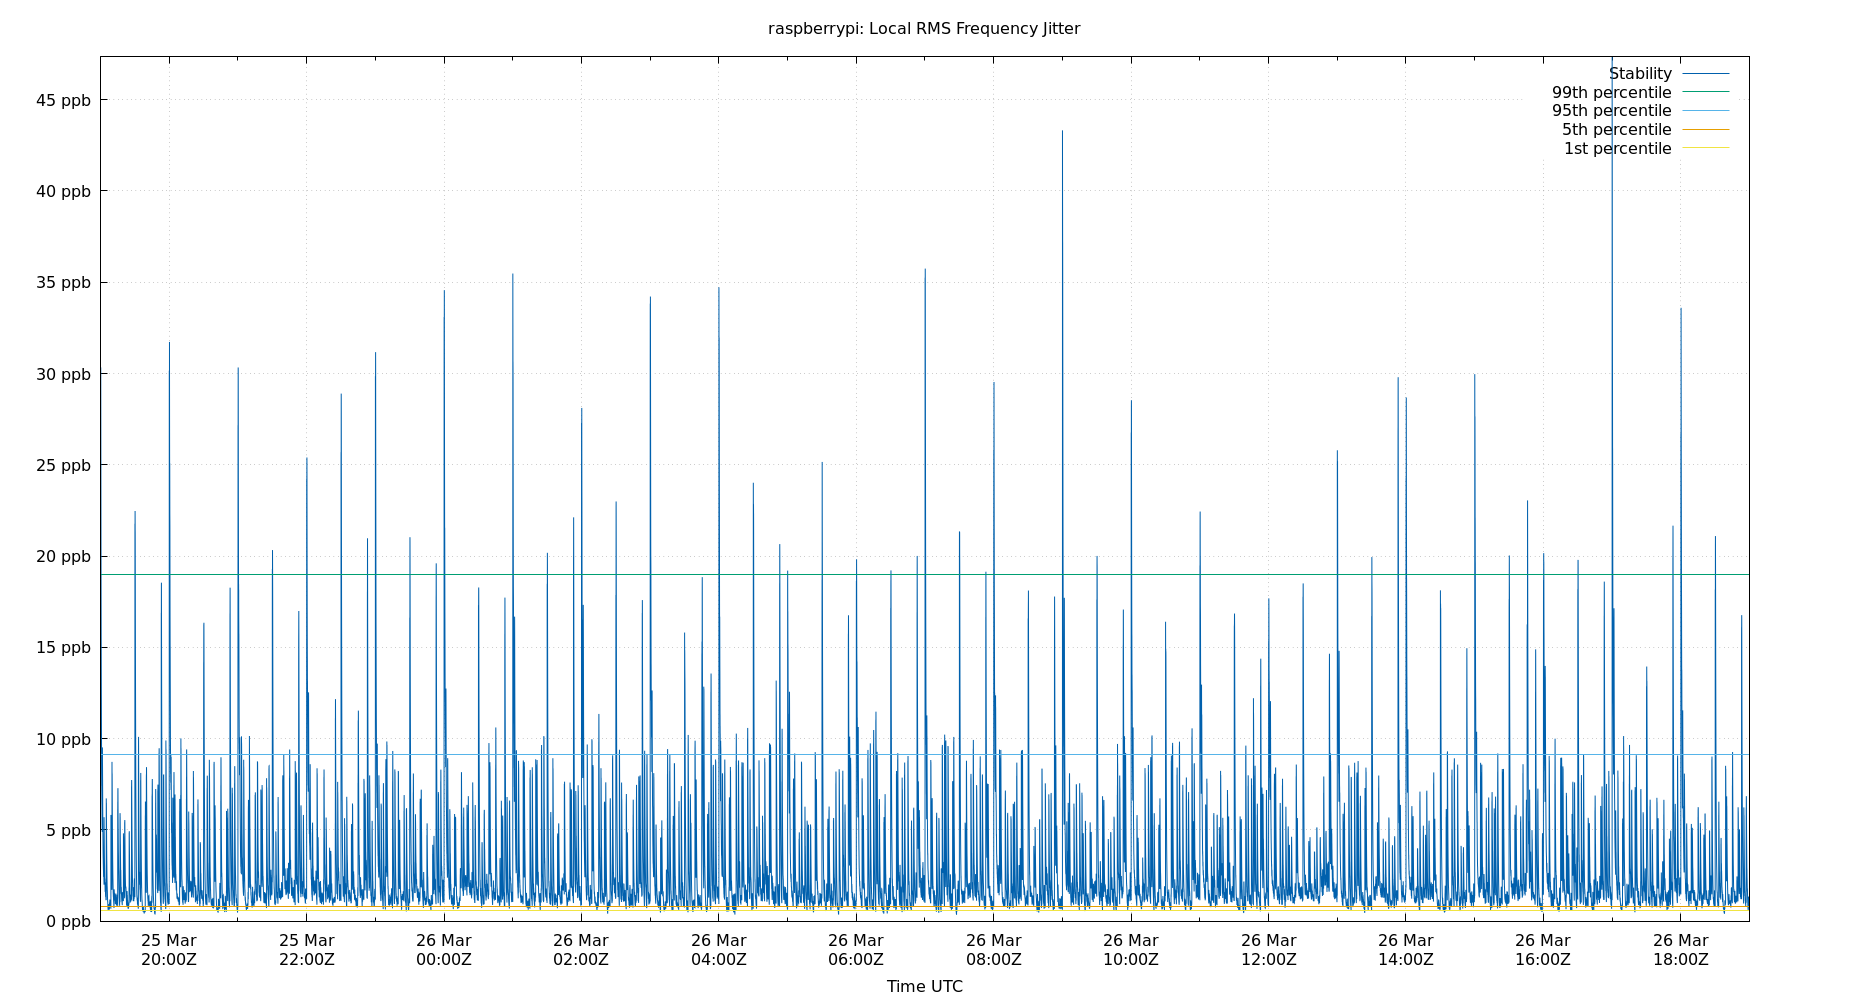 raspberrypi: Local RMS Frequency Jitter
Stability
99th percentile
95th percentile
5th percentile
1st percentile
45 ppb
40 ppb
35 ppb
30 ppb
25 ppb
20 ppb
15 ppb
10 ppb
5 ppb
0 ppb
25 Mar 25 Mar 26 Mar 26 Mar 26 Mar 26 Mar 26 Mar 26 Mar 26 Mar 26 Mar 26 Mar 26 Mar
20:00Z 22:00Z 00:00Z 02:00Z 04:00Z 06:00Z 08:00Z 10:00Z 12:00Z 14:00Z 16:00Z 18:00Z
Time UTC